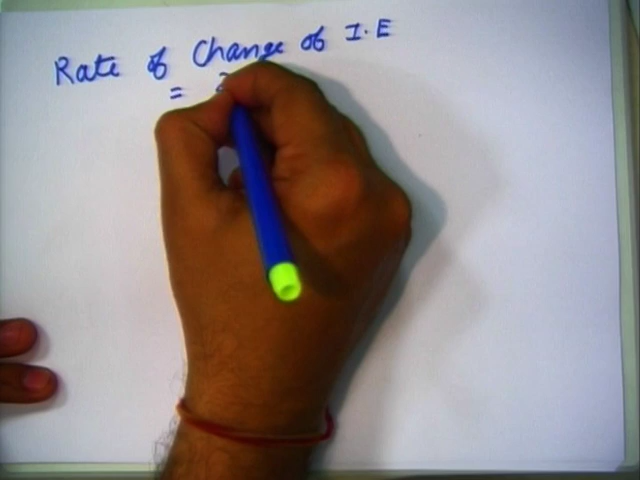 Rate of Change of I.E
=